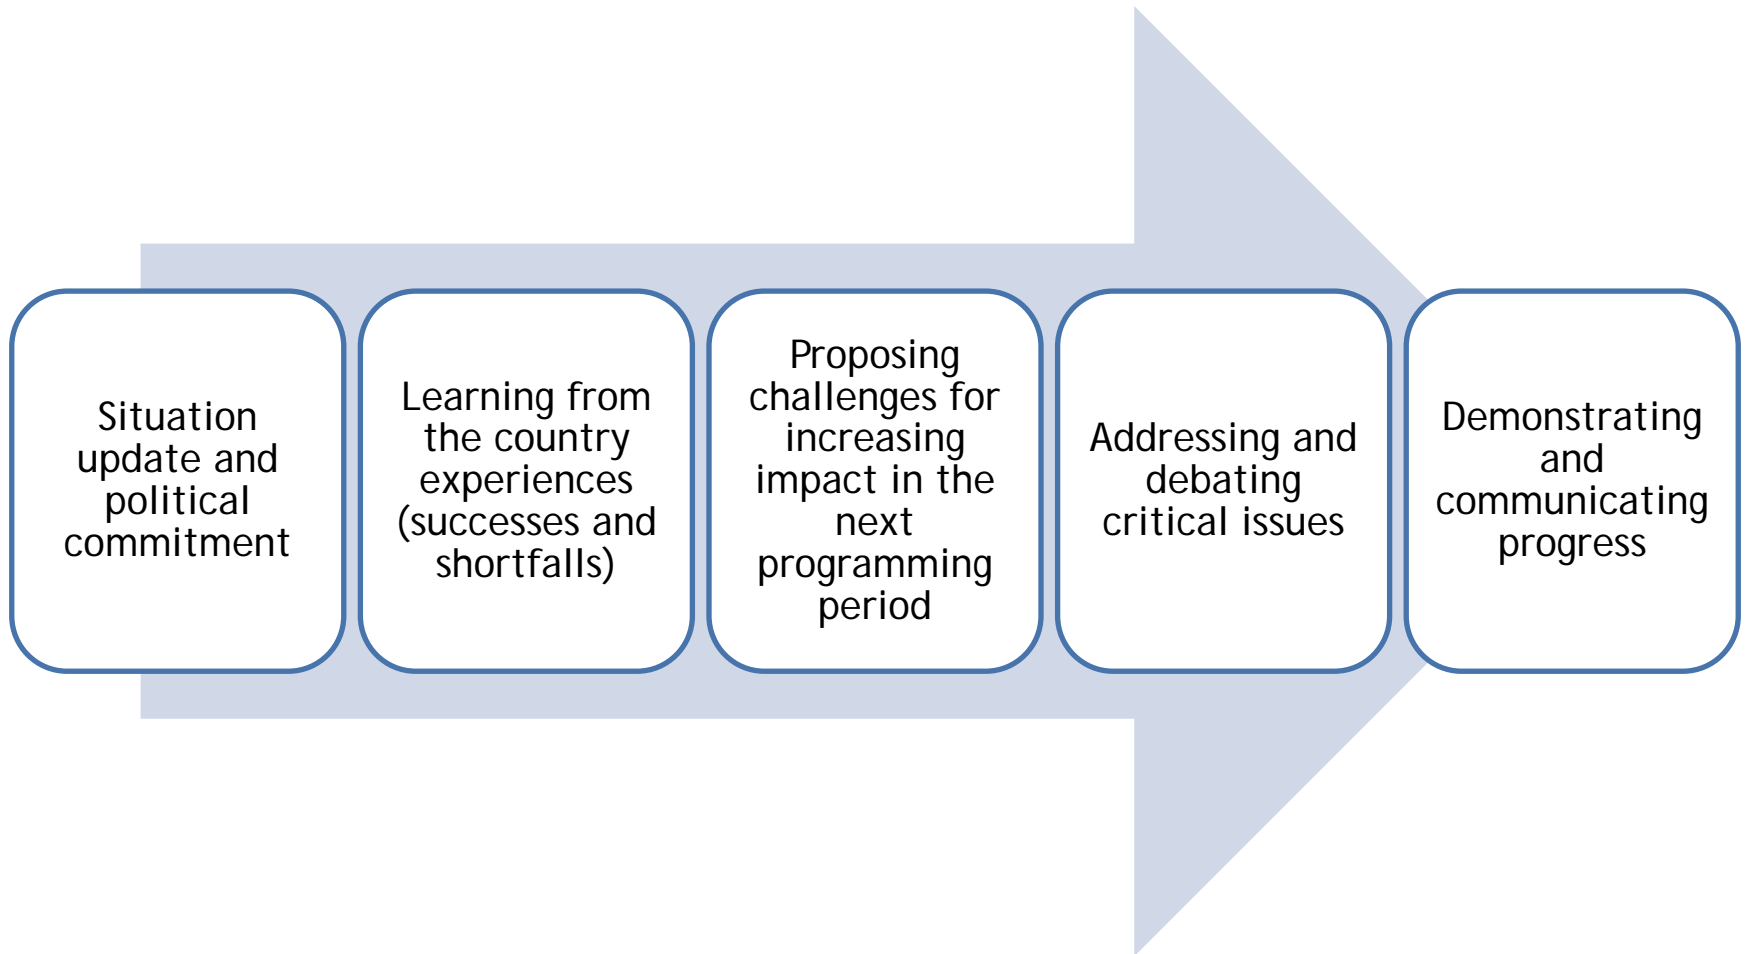 Situation
update and
political
commitment
Learning from
the country
experiences
(successes and
shortfalls)
Proposing
challenges for
increasing
impact in the
next
programming
period
Addressing and
debating
critical issues
Demonstrating
and
communicating
progress